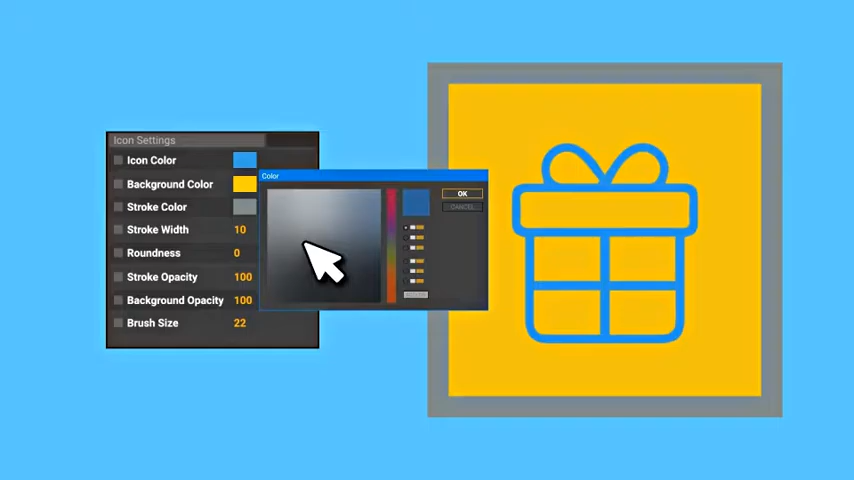 Icon Settings
Icon Color
Background Color
Stroke Color
Stroke Width 10
Roundness 0
Stroke Opacity 100
Background Opacity 100
Brush Size 22
Color
OK
CANCEL